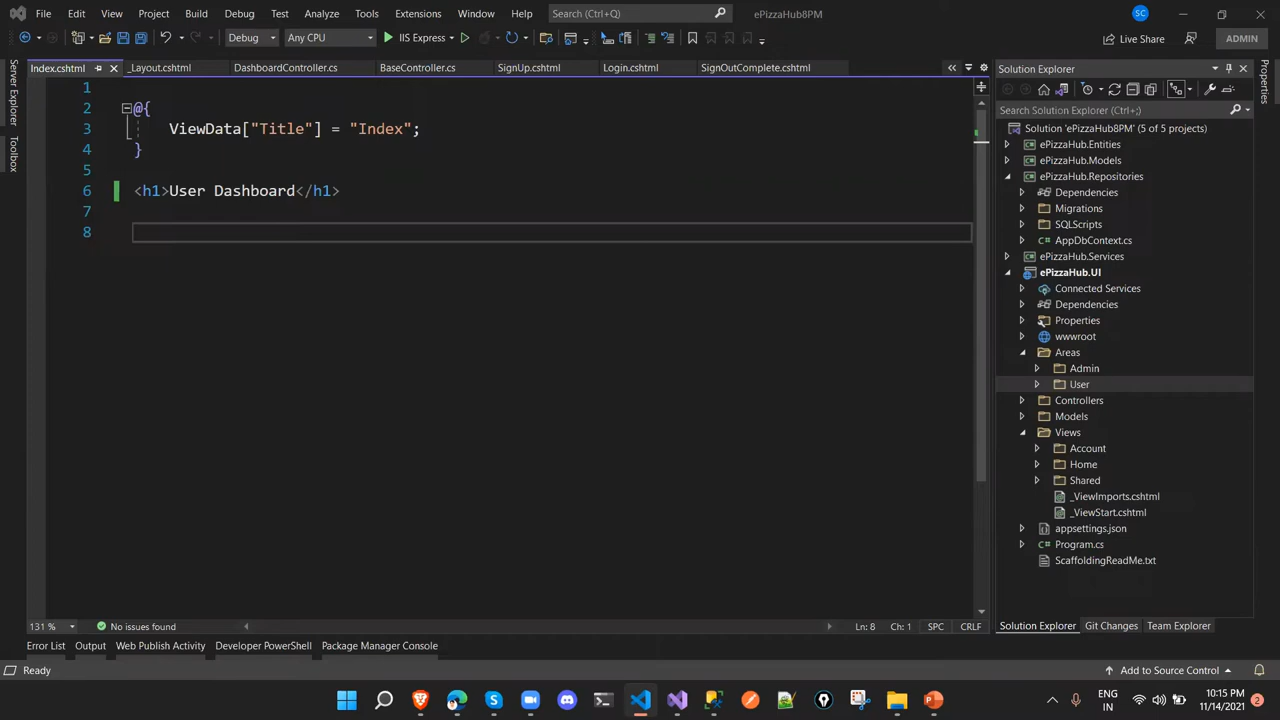 File Edit View Project Build Debug Test Analyze Tools Extensions Window Help Search (Ctrl+Q) ePizzaHub8PM SC
Debug Any CPU IIS Express Live Share ADMIN
Index.cshtml _Layout.cshtml DashboardController.cs BaseController.cs SignUp.cshtml Login.cshtml SignOutComplete.cshtml
Server Explorer
Toolbox
1
2 @{
3 ViewData["Title"] = "Index";
4 }
5
6 <h1>User Dashboard</h1>
7
8
131 % No issues found Ln: 8 Ch: 1 SPC CRLF
Solution Explorer
Search Solution Explorer (Ctrl+;)
Solution 'ePizzaHub8PM' (5 of 5 projects)
ePizzaHub.Entities
ePizzaHub.Models
ePizzaHub.Repositories
Dependencies
Migrations
SQLScripts
AppDbContext.cs
ePizzaHub.Services
ePizzaHub.UI
Connected Services
Dependencies
Properties
wwwroot
Areas
Admin
User
Controllers
Models
Views
Account
Home
Shared
_ViewImports.cshtml
_ViewStart.cshtml
appsettings.json
Program.cs
ScaffoldingReadMe.txt
Solution Explorer Git Changes Team Explorer
Properties
Error List Output Web Publish Activity Developer PowerShell Package Manager Console
Ready Add to Source Control
ENG
IN
10:15 PM
11/14/2021
2